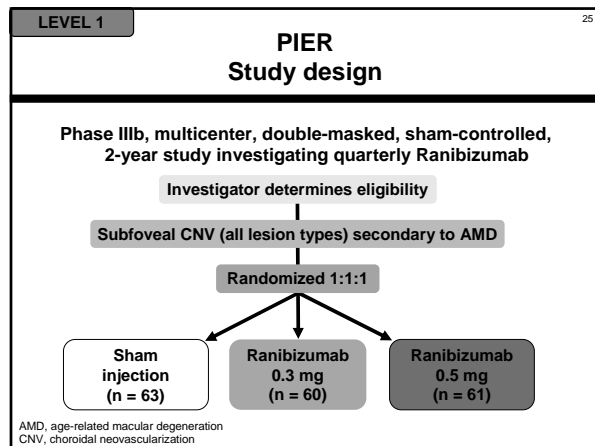 LEVEL 1
25
PIER
Study design
Phase IIIb, multicenter, double-masked, sham-controlled,
2-year study investigating quarterly Ranibizumab
Investigator determines eligibility
Subfoveal CNV (all lesion types) secondary to AMD
Randomized 1:1:1
Sham
injection
(n = 63)
Ranibizumab
0.3 mg
(n = 60)
Ranibizumab
0.5 mg
(n = 61)
AMD, age-related macular degeneration
CNV, choroidal neovascularization